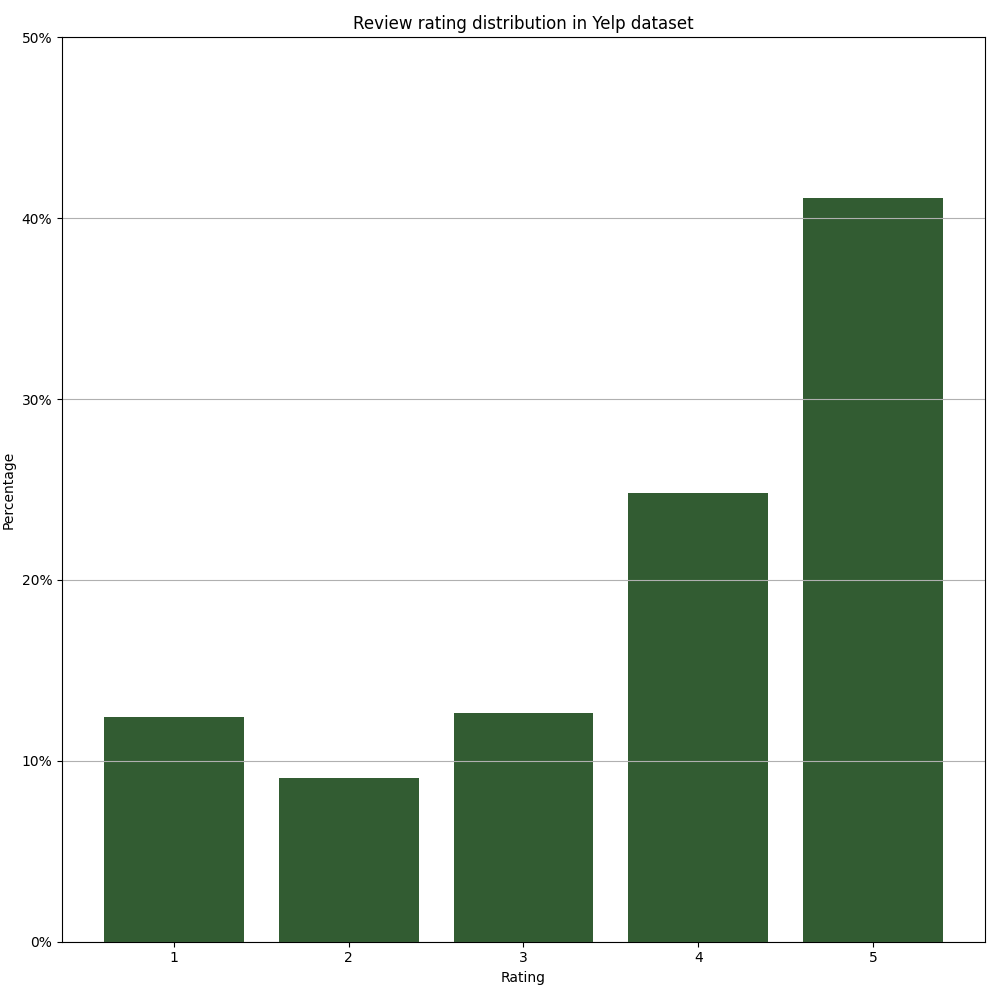 Review rating distribution in Yelp dataset
50%
40%
30%
20%
10%
0%
Percentage
1 2 3 4 5
Rating